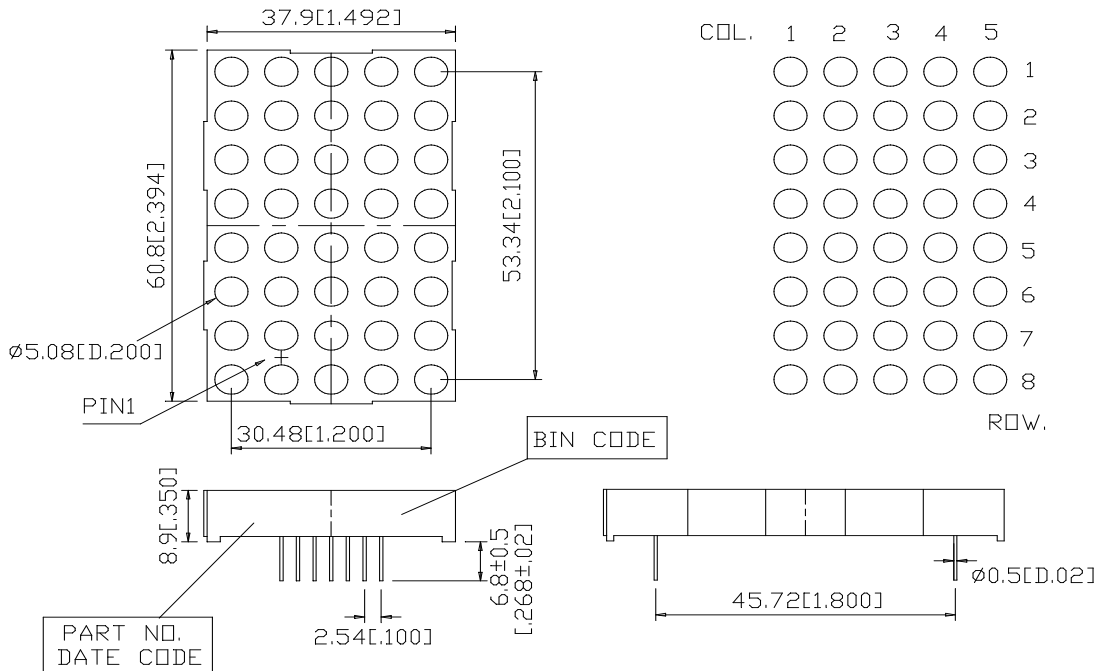 37.9[1.492]
60.8[2.394]
53.34[2.100]
Ø5.08[D.200]
PIN1
30.48[1.200]
COL. 1 2 3 4 5
1
2
3
4
5
6
7
8
ROW.
BIN CODE
8.9[.350]
6.8±0.5
[.268±.02]
2.54[.100]
PART NO.
DATE CODE
Ø0.5[D.02]
45.72[1.800]